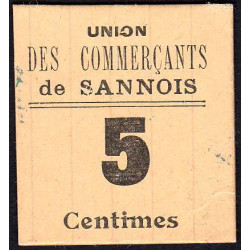 UNION
DES COMMERÇANTS
de SANNOIS
5
Centimes